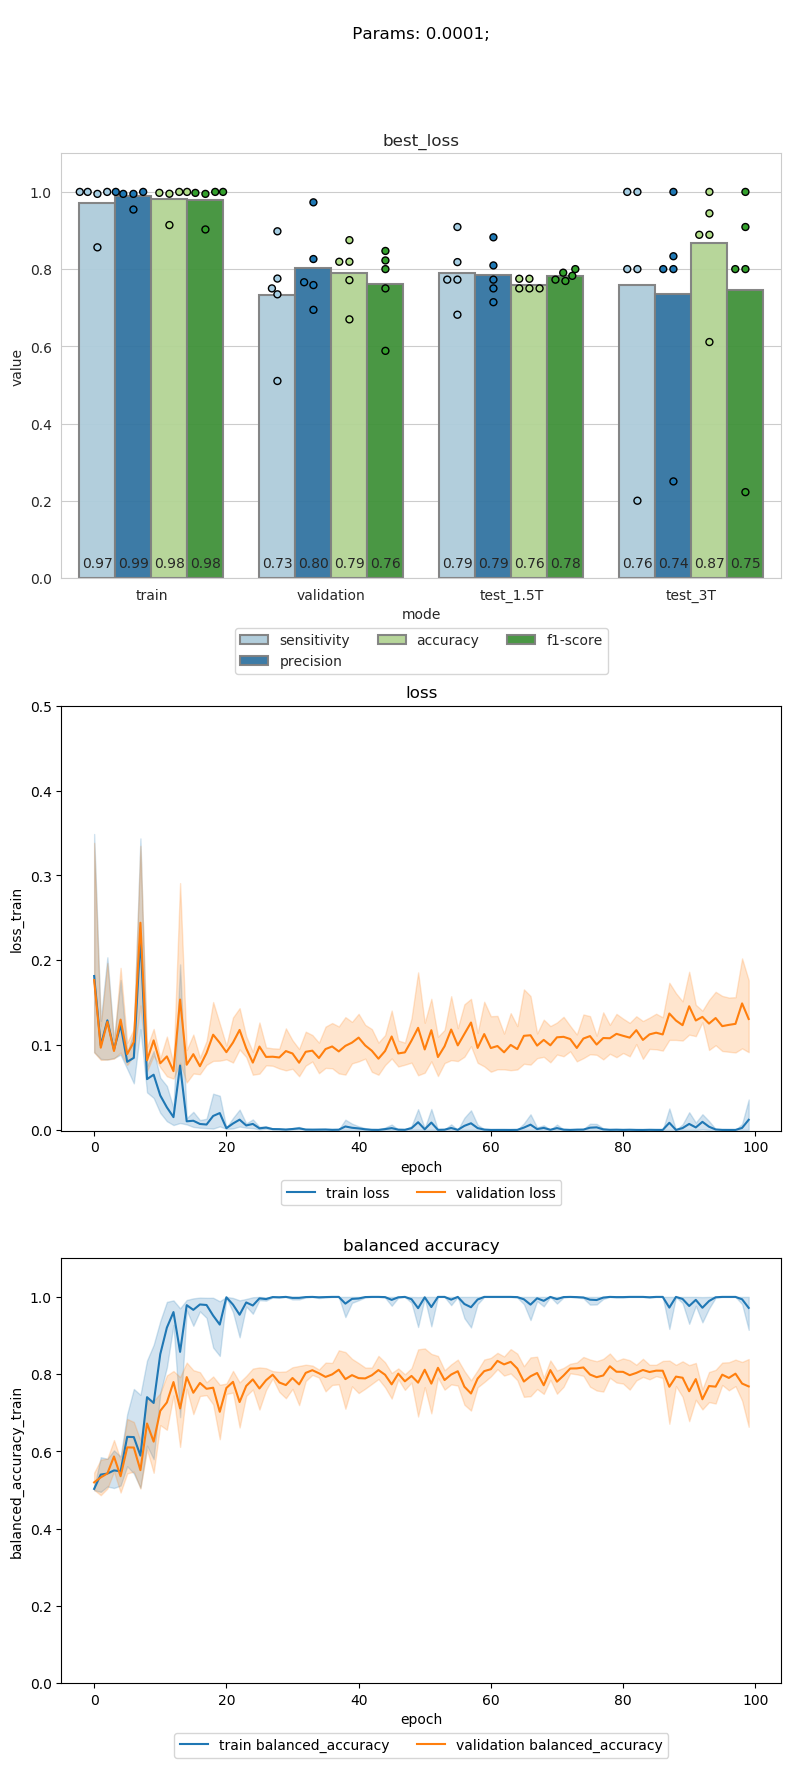 Params: 0.0001;
best_loss
1.0
0.8
0.6
0.4
0.2
0.0
value
0.97 0.99 0.98 0.98 0.73 0.80 0.79 0.76 0.79 0.79 0.76 0.78 0.76 0.74 0.87 0.75
train validation test_1.5T test_3T
mode
sensitivity accuracy f1-score
precision
loss
0.5
0.4
0.3
0.2
0.1
0.0
loss_train
0 20 40 60 80 100
epoch
train loss validation loss
balanced accuracy
1.0
0.8
0.6
0.4
0.2
0.0
balanced_accuracy_train
0 20 40 60 80 100
epoch
train balanced_accuracy validation balanced_accuracy